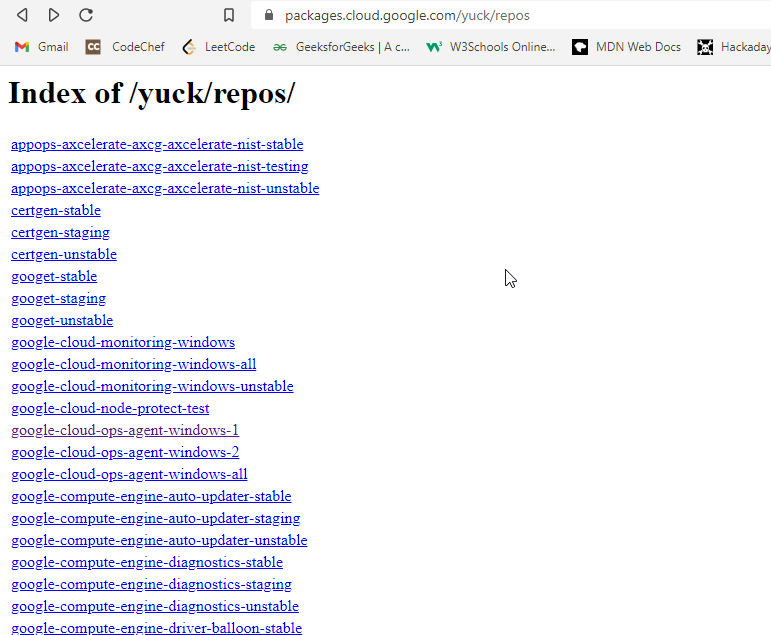 packages.cloud.google.com/yuck/repos
Gmail CodeChef LeetCode GeeksforGeeks | A c... W3Schools Online... MDN Web Docs Hackaday
Index of /yuck/repos/
appops-axcelerate-axcg-axcelerate-nist-stable
appops-axcelerate-axcg-axcelerate-nist-testing
appops-axcelerate-axcg-axcelerate-nist-unstable
certgen-stable
certgen-staging
certgen-unstable
googet-stable
googet-staging
googet-unstable
google-cloud-monitoring-windows
google-cloud-monitoring-windows-all
google-cloud-monitoring-windows-unstable
google-cloud-node-protect-test
google-cloud-ops-agent-windows-1
google-cloud-ops-agent-windows-2
google-cloud-ops-agent-windows-all
google-compute-engine-auto-updater-stable
google-compute-engine-auto-updater-staging
google-compute-engine-auto-updater-unstable
google-compute-engine-diagnostics-stable
google-compute-engine-diagnostics-staging
google-compute-engine-diagnostics-unstable
google-compute-engine-driver-balloon-stable